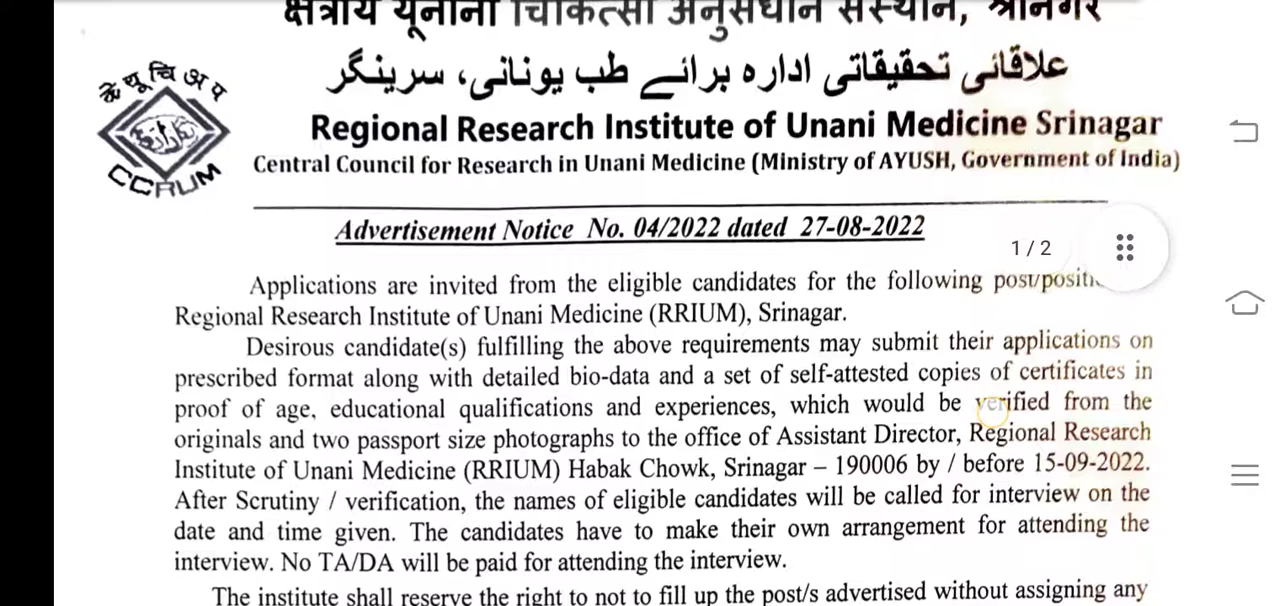 क्षेत्रीय यूनानी चिकित्सा अनुसंधान संस्थान, श्रीनगर
علاقائی تحقیقاتی ادارہ برائے طب یونانی، سرینگر
के यू चि अ प
CCRUM
Regional Research Institute of Unani Medicine Srinagar
Central Council for Research in Unani Medicine (Ministry of AYUSH, Government of India)
Advertisement Notice No. 04/2022 dated 27-08-2022
1 / 2
Applications are invited from the eligible candidates for the following
Regional Research Institute of Unani Medicine (RRIUM), Srinagar.
Desirous candidate(s) fulfilling the above requirements may submit their applications on
prescribed format along with detailed bio-data and a set of self-attested copies of certificates in
proof of age, educational qualifications and experiences, which would be verified from the
originals and two passport size photographs to the office of Assistant Director, Regional Research
Institute of Unani Medicine (RRIUM) Habak Chowk, Srinagar – 190006 by / before 15-09-2022.
After Scrutiny / verification, the names of eligible candidates will be called for interview on the
date and time given. The candidates have to make their own arrangement for attending the
interview. No TA/DA will be paid for attending the interview.
The institute shall reserve the right to not to fill up the post/s advertised without assigning any